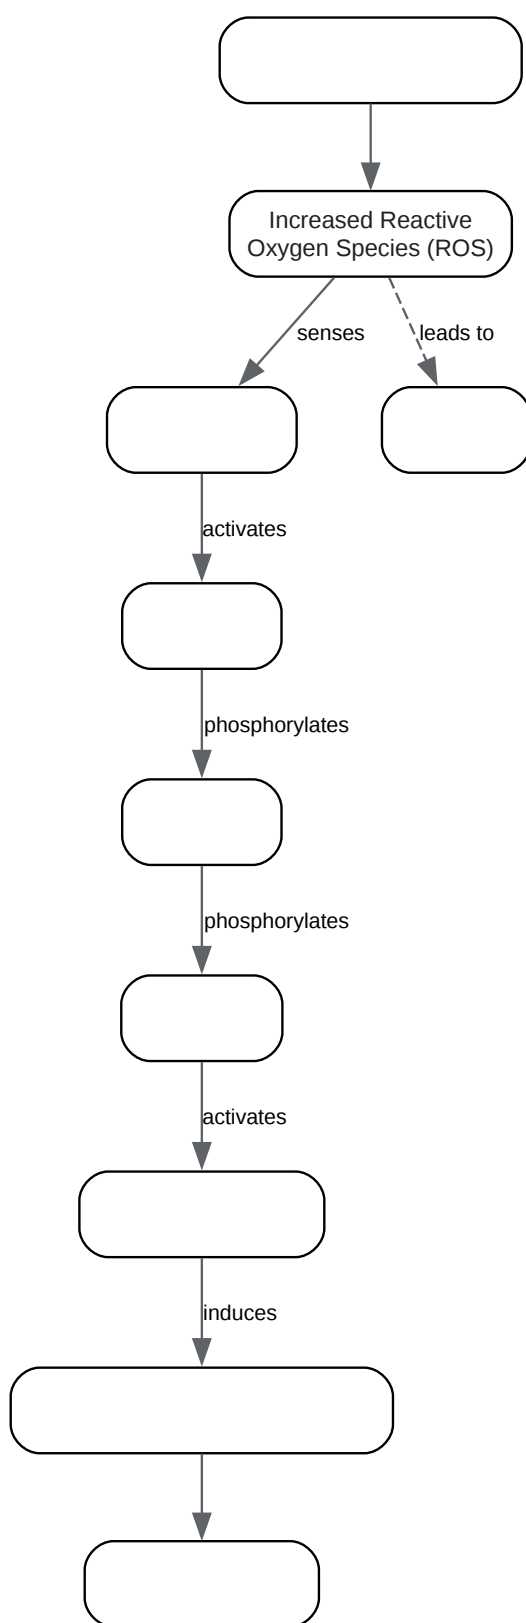 Increased Reactive
Oxygen Species (ROS)
senses
leads to
activates
phosphorylates
phosphorylates
activates
induces